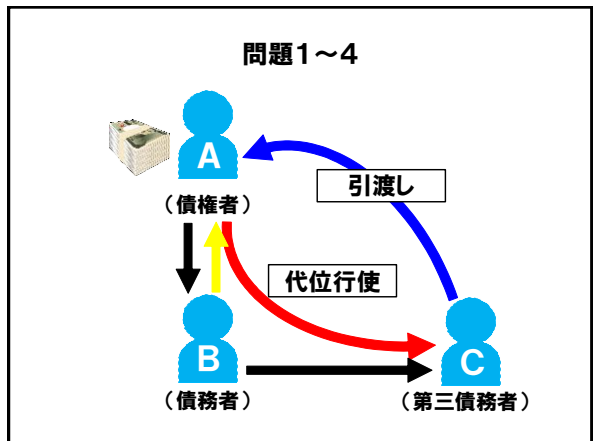 問題1～4
A
引渡し
（債権者）
代位行使
B
C
（債務者）
（第三債務者）